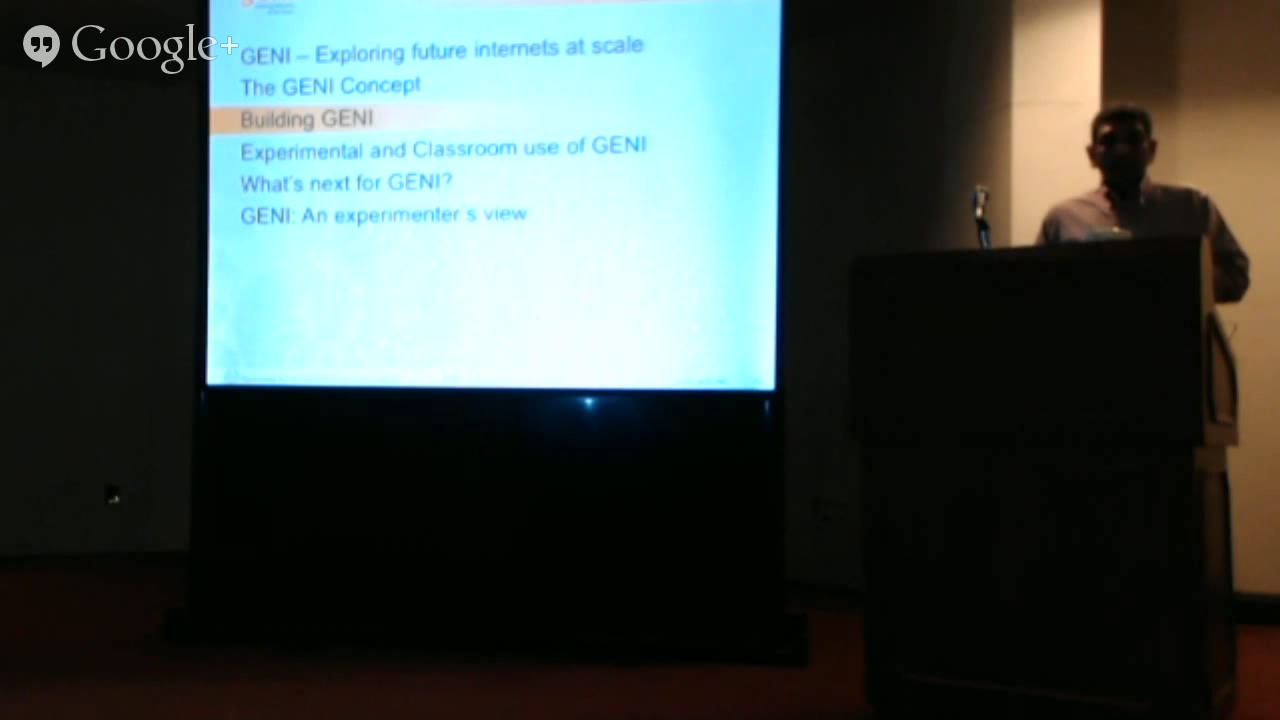 Google+
GENI – Exploring future internets at scale
The GENI Concept
Building GENI
Experimental and Classroom use of GENI
What's next for GENI?
GENI: An experimenter's view